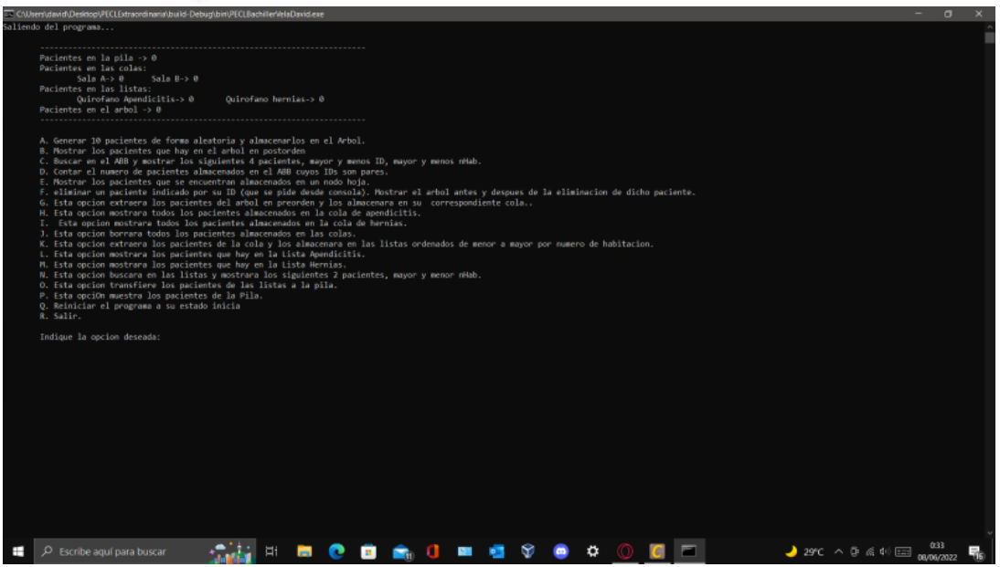 C:\Users\david\Desktop\PECLExtraordinaria\build-Debug\bin\PECLBachillerVelaDavid.exe
Saliendo del programa...
------------------------------------------------------------------
Pacientes en la pila -> 0
Pacientes en las colas:
Sala A-> 0 Sala B-> 0
Pacientes en las listas:
Quirofano Apendicitis-> 0 Quirofano hernias-> 0
Pacientes en el arbol -> 0
------------------------------------------------------------------
A. Generar 10 pacientes de forma aleatoria y almacenarlos en el Arbol.
B. Mostrar los pacientes que hay en el arbol en postorden
C. Buscar en el ABB y mostrar los siguientes 4 pacientes, mayor y menos ID, mayor y menos nHab.
D. Contar el numero de pacientes almacenados en el ABB cuyos IDs son pares.
E. Mostrar los pacientes que se encuentran almacenados en un nodo hoja.
F. eliminar un paciente indicado por su ID (que se pide desde consola). Mostrar el arbol antes y despues de la eliminacion de dicho paciente.
G. Esta opcion extraera los pacientes del arbol en preorden y los almacenara en su correspondiente cola..
H. Esta opcion mostrara todos los pacientes almacenados en la cola de apendicitis.
I. Esta opcion mostrara todos los pacientes almacenados en la cola de hernias.
J. Esta opcion borrara todos los pacientes almacenados en las colas.
K. Esta opcion extraera los pacientes de la cola y los almacenara en las listas ordenados de menor a mayor por numero de habitacion.
L. Esta opcion mostrara los pacientes que hay en la Lista Apendicitis.
M. Esta opcion mostrara los pacientes que hay en la Lista Hernias.
N. Esta opcion buscara en las listas y mostrara los siguientes 2 pacientes, mayor y menor nHab.
O. Esta opcion transfiere los pacientes de las listas a la pila.
P. Esta opciOn muestra los pacientes de la Pila.
Q. Reiniciar el programa a su estado inicia
R. Salir.
Indique la opcion deseada:
Escribe aquí para buscar
29°C
0:33
08/06/2022